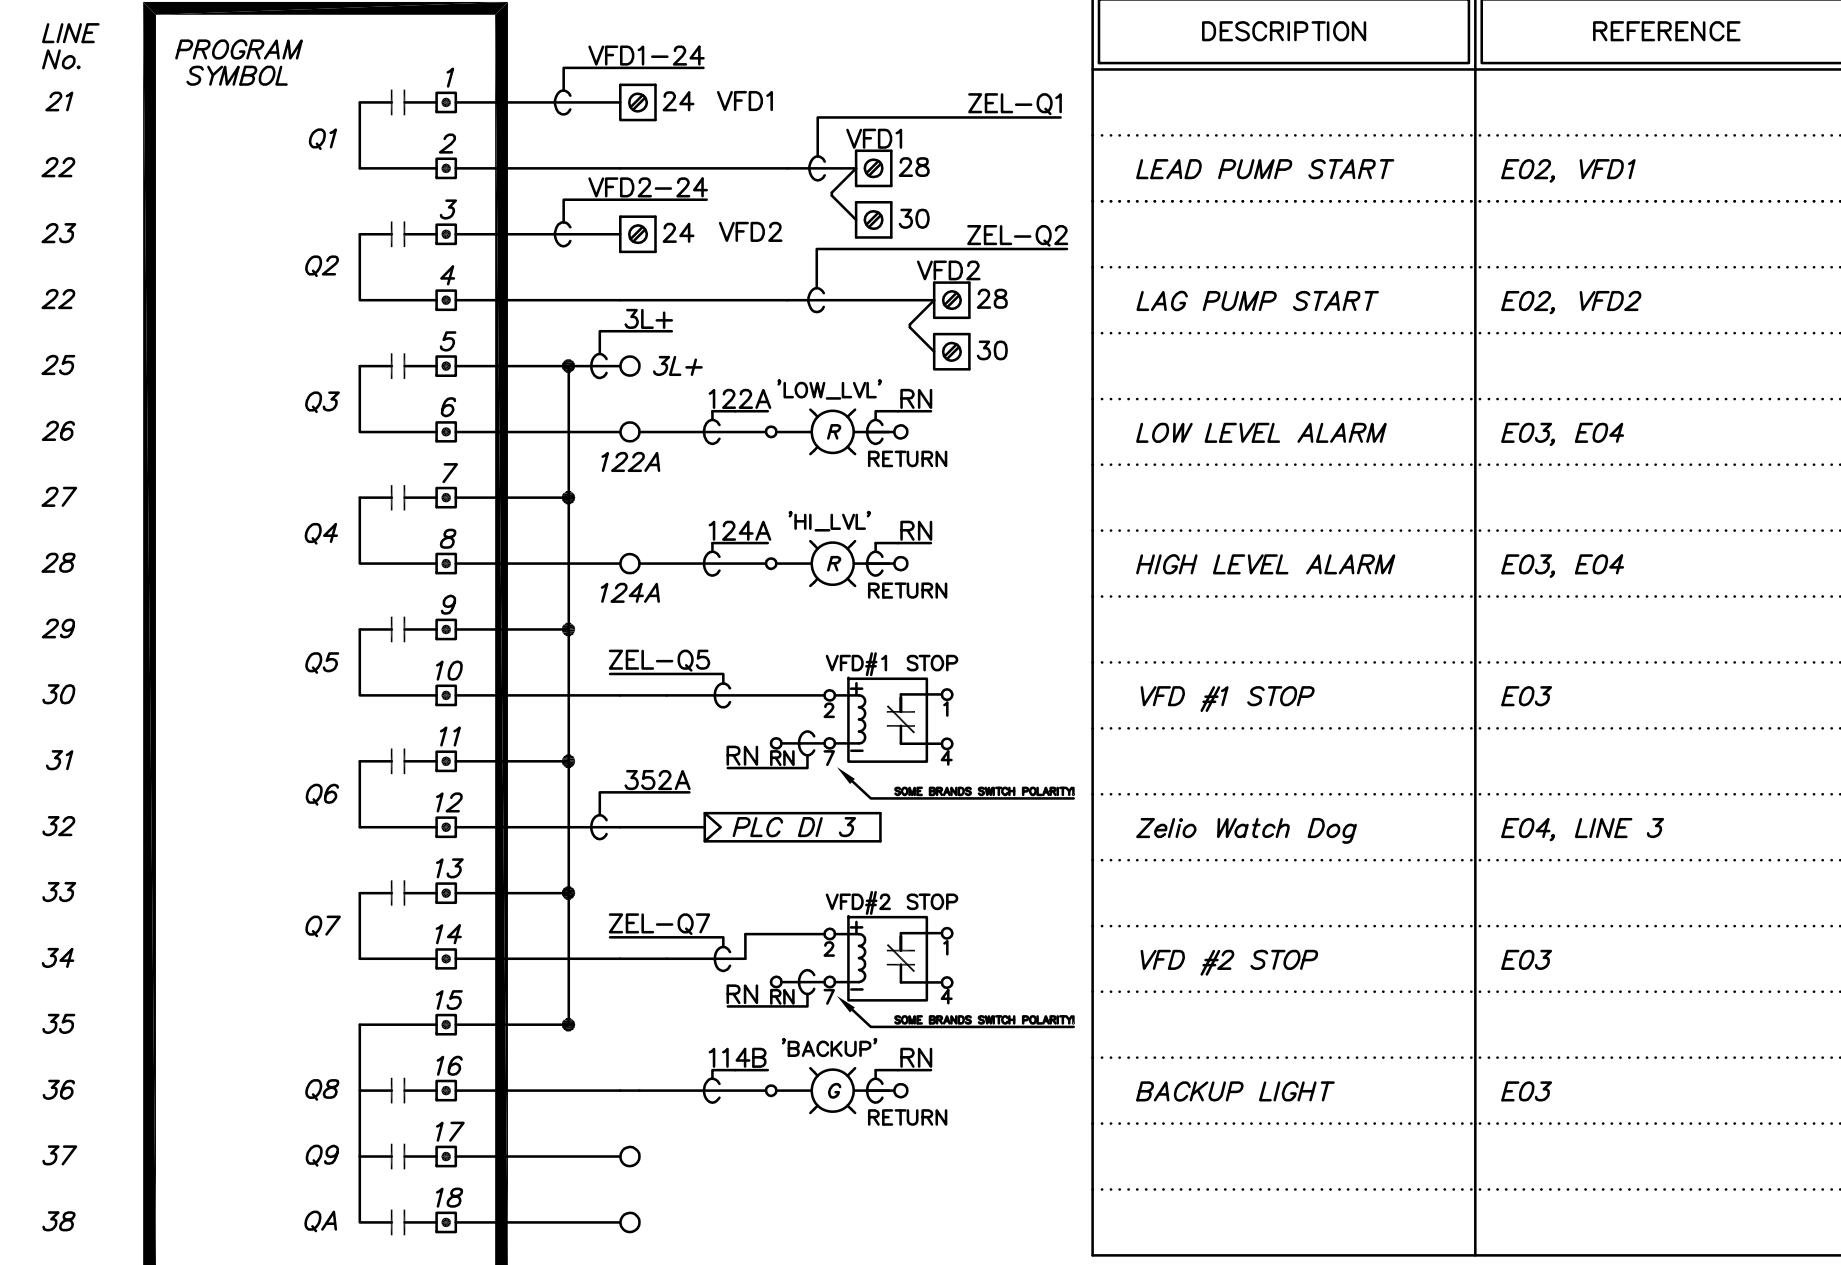 LINE
No.
PROGRAM
SYMBOL
DESCRIPTION REFERENCE
VFD1-24
21 1 24 VFD1
Q1
ZEL-Q1
VFD1
22 2 28 LEAD PUMP START E02, VFD1
30
VFD2-24
23 3 24 VFD2
Q2
ZEL-Q2
VFD2
22 4 28 LAG PUMP START E02, VFD2
30
3L+
25 5 3L+
Q3
122A 'LOW_LVL' RN
26 6 R LOW LEVEL ALARM E03, E04
122A RETURN
27 7
Q4
124A 'HI_LVL' RN
28 8 R HIGH LEVEL ALARM E03, E04
124A RETURN
29 9
Q5
ZEL-Q5 VFD#1 STOP
30 10 2 + 1 VFD #1 STOP E03
31 11 RN RN 7 - 4
SOME BRANDS SWITCH POLARITY!
Q6
352A
32 12 PLC DI 3 Zelio Watch Dog E04, LINE 3
33 13
Q7
ZEL-Q7 VFD#2 STOP
34 14 2 + 1 VFD #2 STOP E03
RN RN 7 - 4
35 15
SOME BRANDS SWITCH POLARITY!
114B 'BACKUP' RN
36 Q8 16 G BACKUP LIGHT E03
RETURN
37 Q9 17
38 QA 18